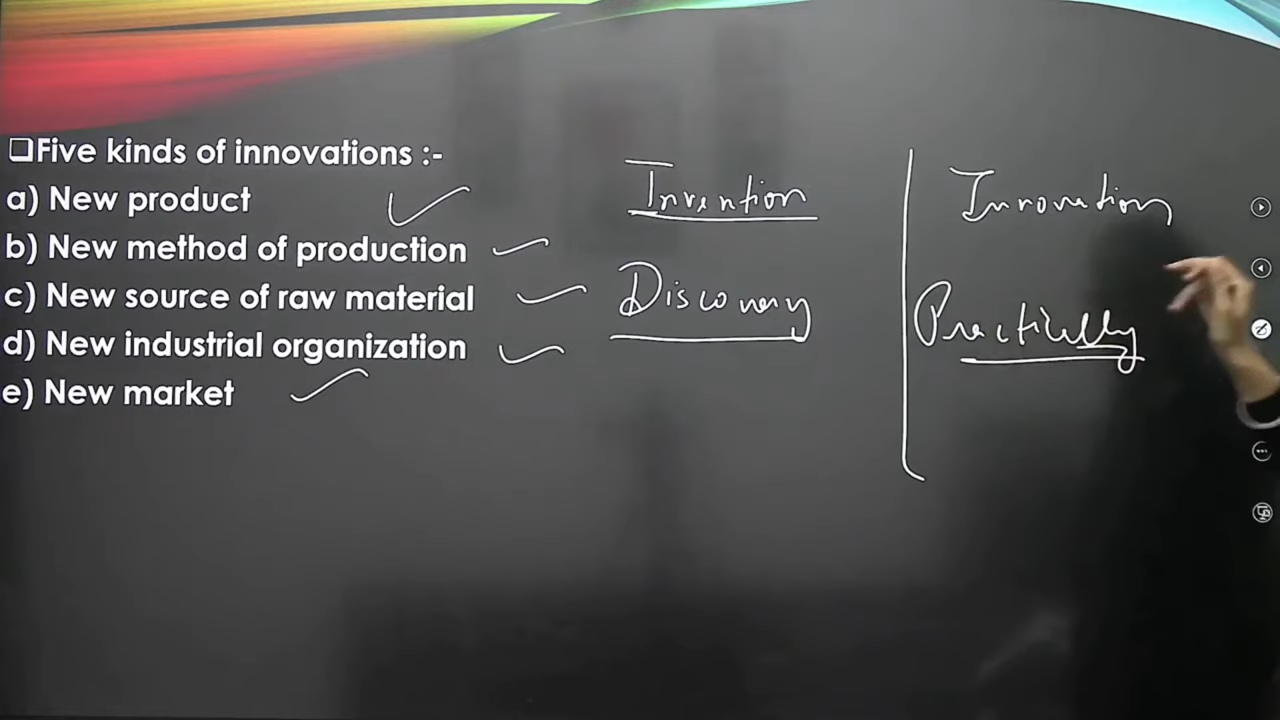 ❑Five kinds of innovations :-
a) New product
b) New method of production
c) New source of raw material
d) New industrial organization
e) New market
Invention
Discovery
Innovation
Practically